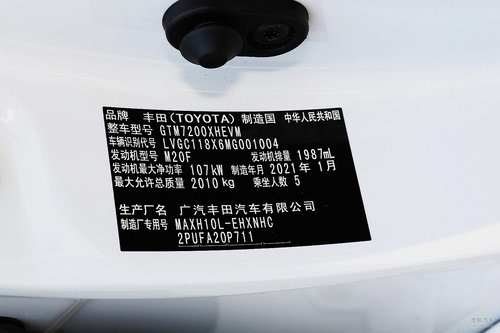 品牌 丰田(TOYOTA) 制造国 中华人民共和国
整车型号 GTM7200XHEVM
车辆识别代号 LVGC118X6MG001004
发动机型号 M20F 发动机排量 1987mL
发动机最大净功率 107kW 制造年月 2021年1月
最大允许总质量 2010kg 乘坐人数 5
生产厂名 广汽丰田汽车有限公司
制造厂专用号 MAXH10L-EHXNHC
2PUFA20P711